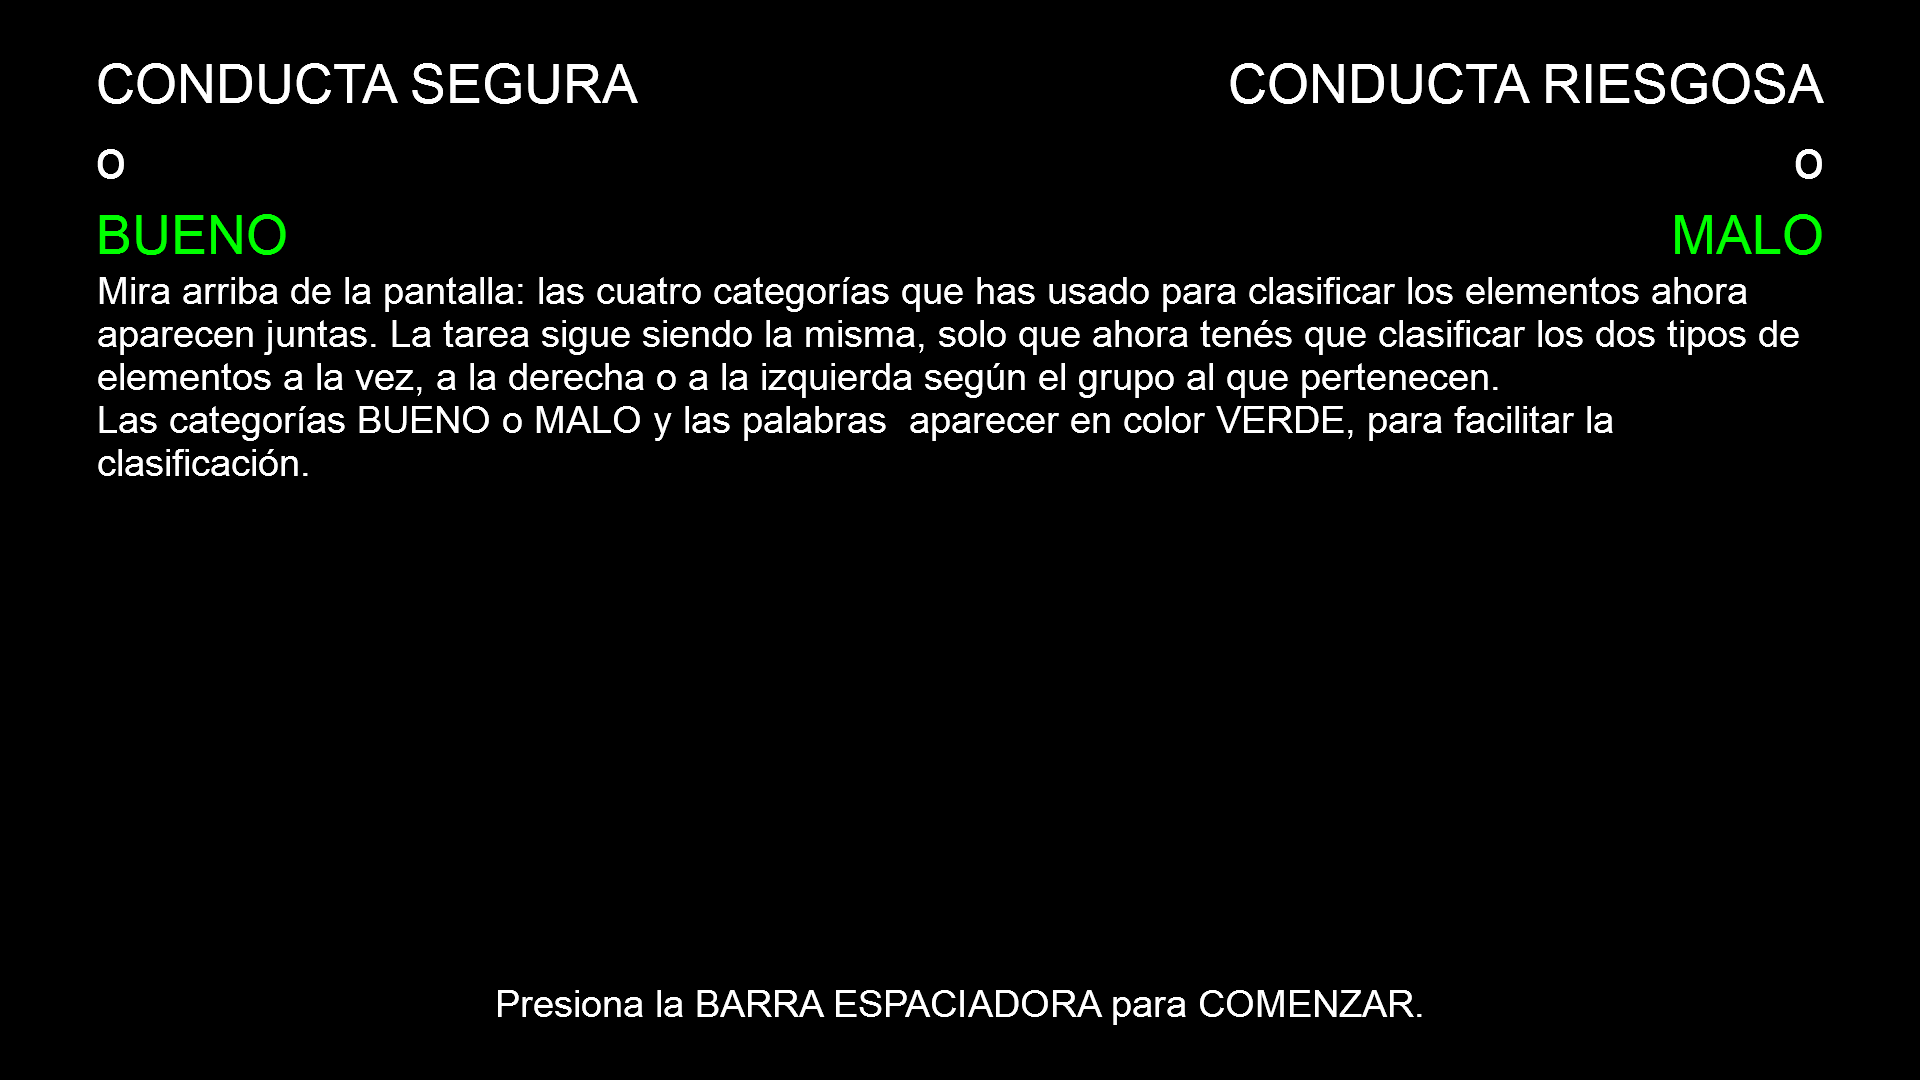 CONDUCTA SEGURA
CONDUCTA RIESGOSA
o
o
BUENO
MALO
Mira arriba de la pantalla: las cuatro categorías que has usado para clasificar los elementos ahora
aparecen juntas. La tarea sigue siendo la misma, solo que ahora tenés que clasificar los dos tipos de
elementos a la vez, a la derecha o a la izquierda según el grupo al que pertenecen.
Las categorías BUENO o MALO y las palabras  aparecer en color VERDE, para facilitar la
clasificación.
Presiona la BARRA ESPACIADORA para COMENZAR.